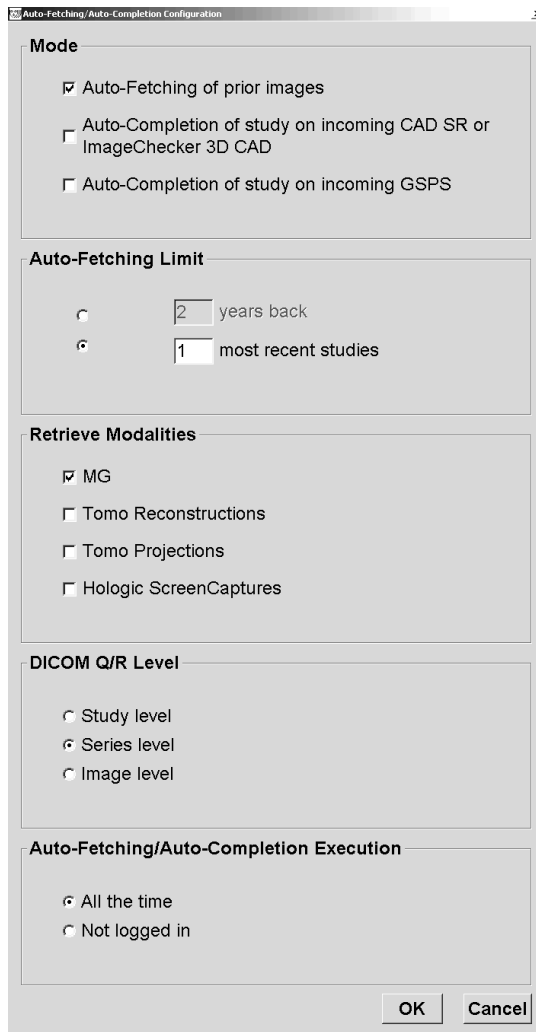 Auto-Fetching/Auto-Completion Configuration
Mode
Auto-Fetching of prior images
Auto-Completion of study on incoming CAD SR or
ImageChecker 3D CAD
Auto-Completion of study on incoming GSPS
Auto-Fetching Limit
2 years back
1 most recent studies
Retrieve Modalities
MG
Tomo Reconstructions
Tomo Projections
Hologic ScreenCaptures
DICOM Q/R Level
Study level
Series level
Image level
Auto-Fetching/Auto-Completion Execution
All the time
Not logged in
OK Cancel